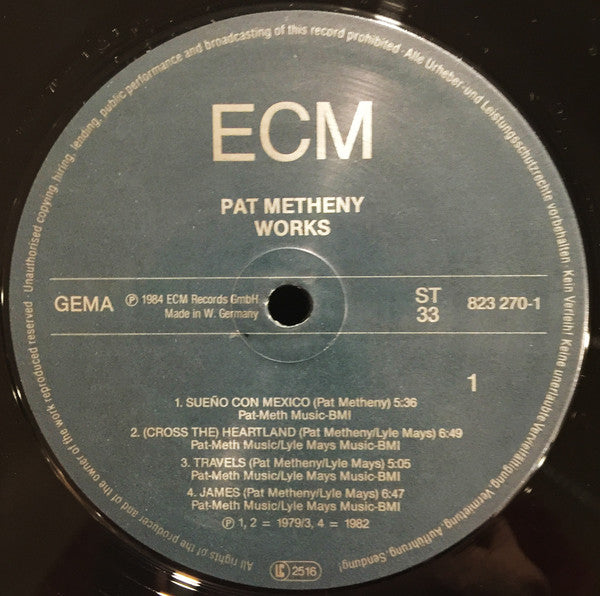 Unauthorised copying, hiring, lending, public performance and broadcasting of this record prohibited. Alle Urheber-und Leistungsschutzrechte vorbehalten. Kein Verleih! Keine unerlaubte Vervielfältigung, Vermietung, Aufführung, Sendung!
ECM
PAT METHENY
WORKS
GEMA
Ⓟ 1984 ECM Records GmbH
Made in W. Germany
ST
33
823 270-1
1
1. SUEÑO CON MEXICO (Pat Metheny) 5:36
Pat-Meth Music-BMI
2. (CROSS THE) HEARTLAND (Pat Metheny/Lyle Mays) 6:49
Pat-Meth Music/Lyle Mays Music-BMI
3. TRAVELS (Pat Metheny/Lyle Mays) 5:05
Pat-Meth Music/Lyle Mays Music-BMI
4. JAMES (Pat Metheny/Lyle Mays) 6:47
Pat-Meth Music/Lyle Mays Music-BMI
Ⓟ 1, 2 = 1979/3, 4 = 1982
LC 2516
All rights of the producer and of the owner of the work reproduced reserved